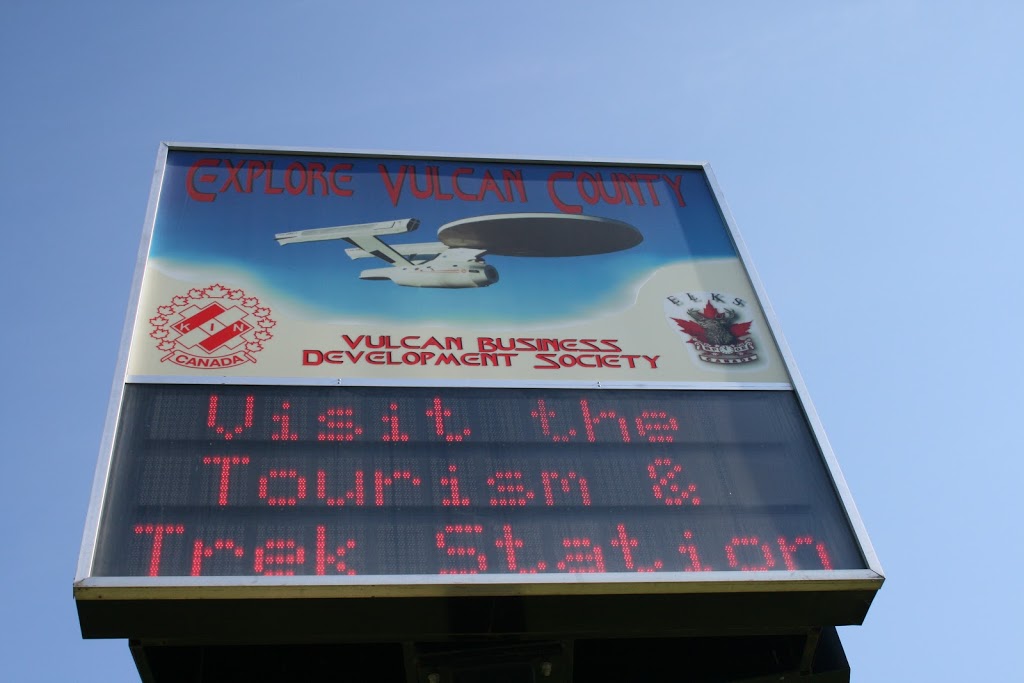 EXPLORE VULCAN COUNTY
KIN
CANADA
ELKS
VULCAN BUSINESS
DEVELOPMENT SOCIETY
Visit the
Tourism &
Trek Station